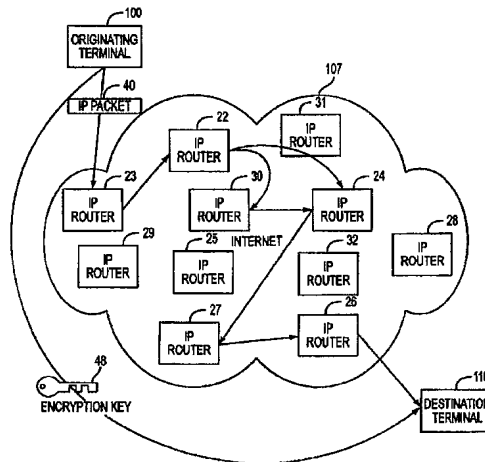 100
ORIGINATING
TERMINAL
40
IP PACKET
107
22
IP
ROUTER
31
IP
ROUTER
23
IP
ROUTER
30
IP
ROUTER
24
IP
ROUTER
29
IP
ROUTER
25
IP
ROUTER
INTERNET
32
IP
ROUTER
28
IP
ROUTER
27
IP
ROUTER
26
IP
ROUTER
48
ENCRYPTION KEY
110
DESTINATION
TERMINAL